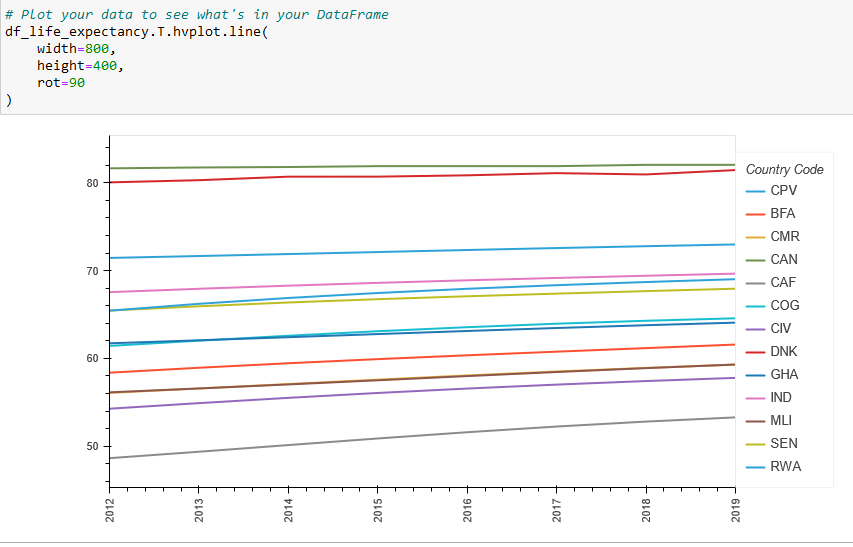 # Plot your data to see what's in your DataFrame
df_life_expectancy.T.hvplot.line(
    width=800,
    height=400,
    rot=90
)
80
70
60
50
2012
2013
2014
2015
2016
2017
2018
2019
Country Code
CPV
BFA
CMR
CAN
CAF
COG
CIV
DNK
GHA
IND
MLI
SEN
RWA